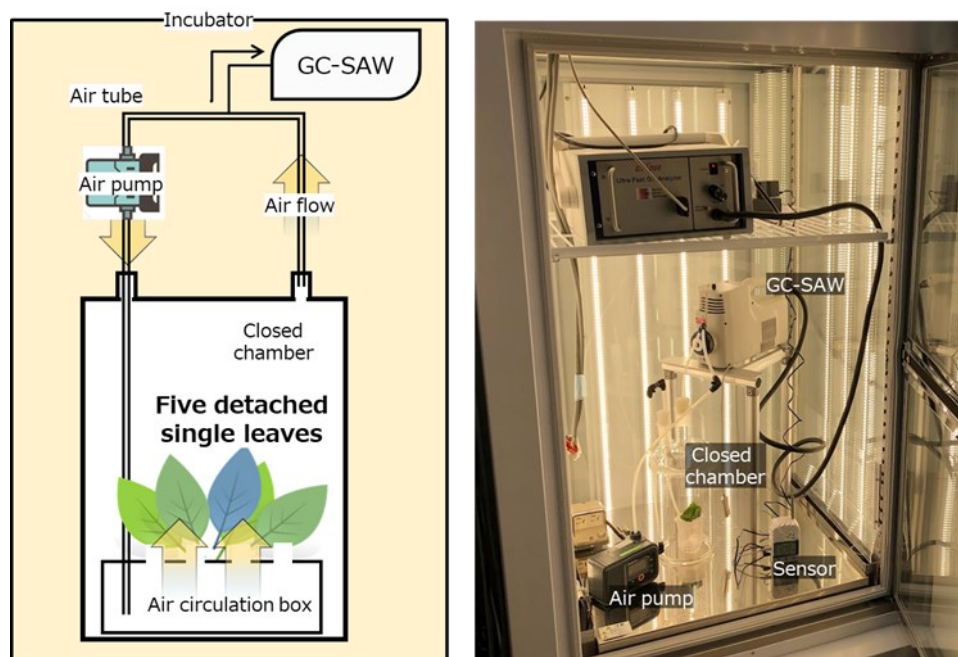 Incubator
GC-SAW
Air tube
Air pump
Air flow
Closed
chamber
Five detached
single leaves
Air circulation box
Ultra Fast GC Analyzer
GC-SAW
Closed
chamber
Sensor
Air pump